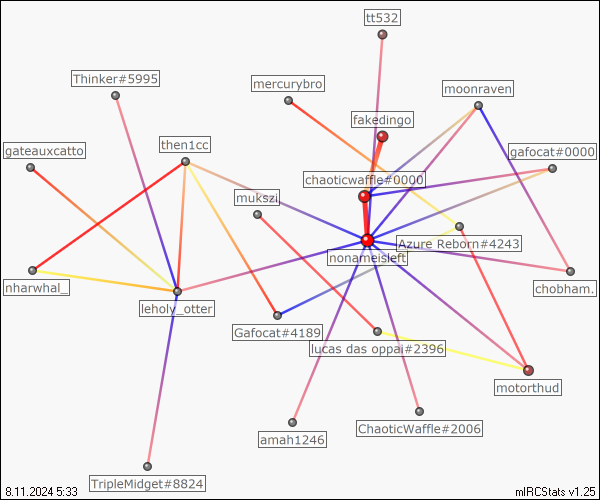 tt532
Thinker#5995
mercurybro
moonraven
fakedingo
gateauxcatto
then1cc
gafocat#0000
chaoticwaffle#0000
mukszi
Azure Reborn#4243
nonameisleft
nharwhal_
chobham.
leholy_otter
Gafocat#4189
lucas das oppai#2396
motorthud
ChaoticWaffle#2006
amah1246
TripleMidget#8824
8.11.2024 5:33
mIRCStats v1.25